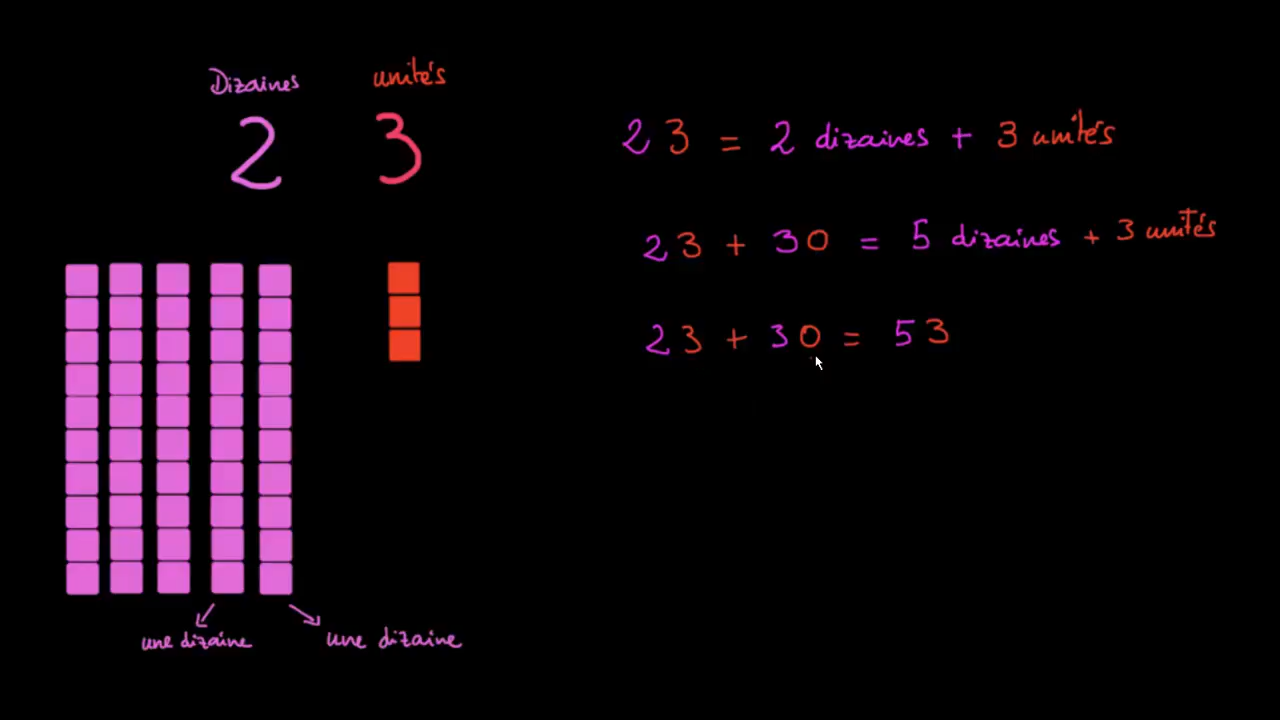 Dizaines unités
2 3
23 = 2 dizaines + 3 unités
23 + 30 = 5 dizaines + 3 unités
23 + 30 = 53
une dizaine
une dizaine